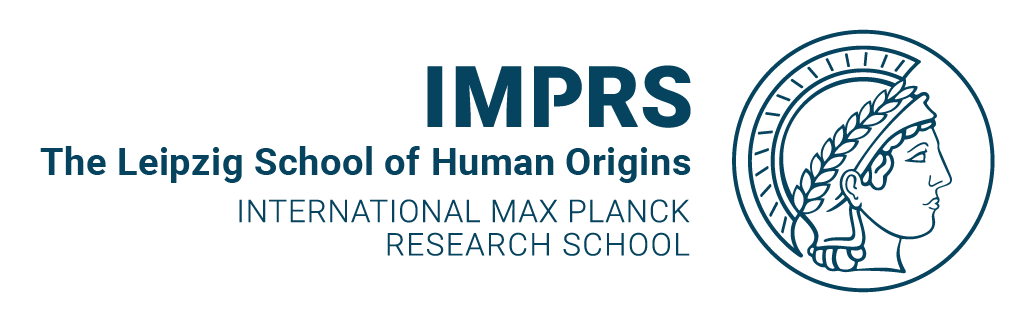 IMPRS
The Leipzig School of Human Origins
INTERNATIONAL MAX PLANCK
RESEARCH SCHOOL